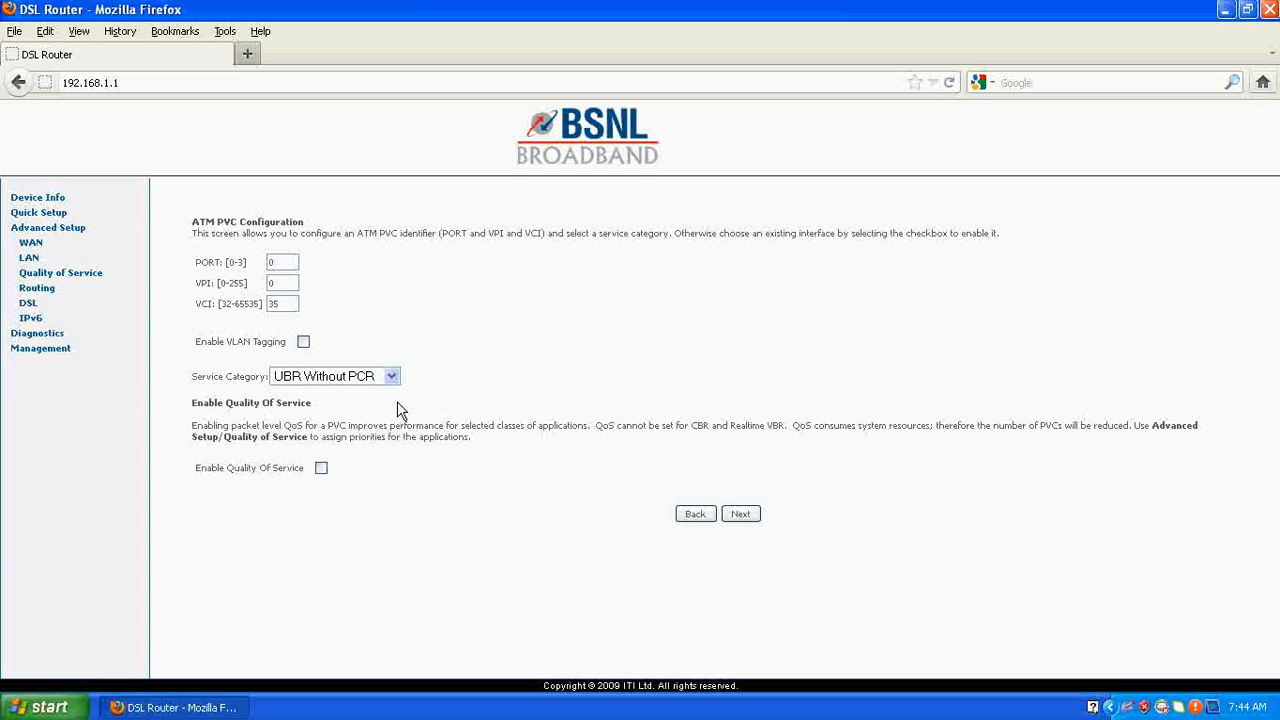 DSL Router - Mozilla Firefox
File Edit View History Bookmarks Tools Help
DSL Router
192.168.1.1
Google
BSNL
BROADBAND
Device Info
Quick Setup
Advanced Setup
WAN
LAN
Quality of Service
Routing
DSL
IPv6
Diagnostics
Management
ATM PVC Configuration
This screen allows you to configure an ATM PVC identifier (PORT and VPI and VCI) and select a service category. Otherwise choose an existing interface by selecting the checkbox to enable it.
PORT: [0-3] 0
VPI: [0-255] 0
VCI: [32-65535] 35
Enable VLAN Tagging
Service Category: UBR Without PCR
Enable Quality Of Service
Enabling packet level QoS for a PVC improves performance for selected classes of applications. QoS cannot be set for CBR and Realtime VBR. QoS consumes system resources; therefore the number of PVCs will be reduced. Use Advanced
Setup/Quality of Service to assign priorities for the applications.
Enable Quality Of Service
Back Next
Copyright © 2009 ITI Ltd. All rights reserved.
start DSL Router - Mozilla F... 7:44 AM